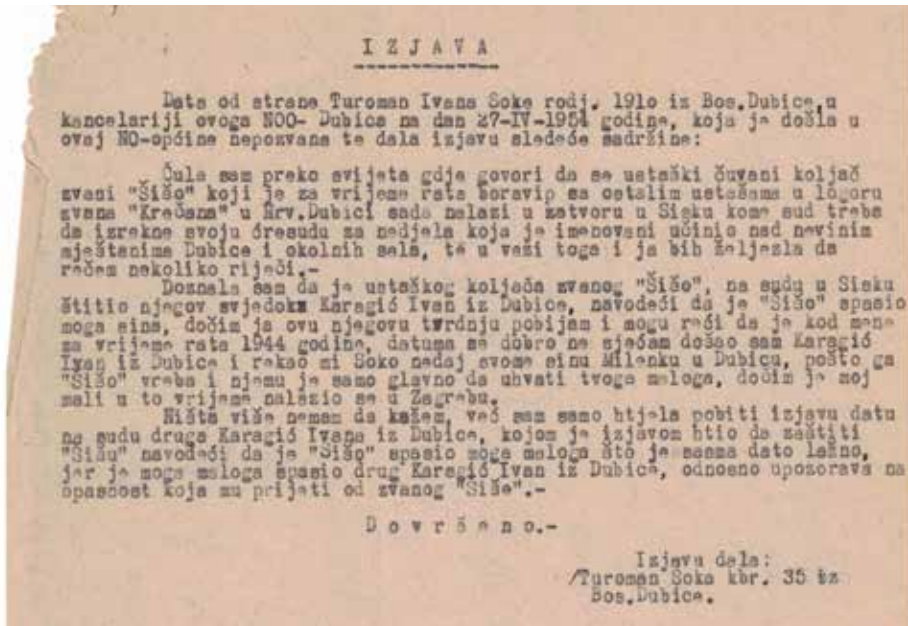 I Z J A V A
Data od strane Turoman Ivana Soke rodj. 191o iz Bos.Dubice,u
kancelariji ovoga NOO- Dubica na dan 27-IV-1954 godine, koja je došla u
ovaj NO-općine nepozvana te dala izjavu sledeće sadržine:
Čula sam preko svijeta gdje govori da se ustaški čuveni koljač
zvani "Šišo" koji je za vrijeme rata boravip sa ostalim ustašama u logoru
zvana "Krečana" u Hrv.Dubici sada nalazi u zatvoru u Sisku kome sud treba
da izrekne svoju presudu za nedjela koja je imenovani učinio nad nevinim
mještanima Dubice i okolnih sela, te u vezi toga i ja bih željela da
rečem nekoliko riječi.-
Doznala sam da je ustaškog koljača zvanog "Šišo", na sudu u Sisku
štitio njegov svjedok Karagić Ivan iz Dubice, navodeći da je "Šišo" spasio
moga sina, dočim ja ovu njegovu tvrdnju pobijam i mogu reći da je kod mene
za vrijeme rata 1944 godine, datuma se dobro ne sjećam došao sam Karagić
Ivan iz Dubice i rekao mi Soko nedaj svome sinu Milenku u Dubicu, pošto ga
"Šišo" vreba i njemu je samo glavno da uhvati tvoga maloga, dočim je moj
mali u to vrijeme nalazio se u Zagrebu.
Ništa više nemam da kažem, već sam samo htjela pobiti izjavu datu
na sudu druga Karagić Ivana iz Dubice, kojom je izjavom htio da zaštiti
"Šišu" navodeći da je "Šišo" spasio moga maloga što je sasma dato lažno,
jer je moga maloga spasio drug Karagić Ivan iz Dubice, odnosno upozorava na
opasnost koja mu prijeti od zvanog "Šiše".-
D o v r š e n o.-
Izjavu dala:
/Turoman Soka kbr. 35 iz
Bos.Dubice.